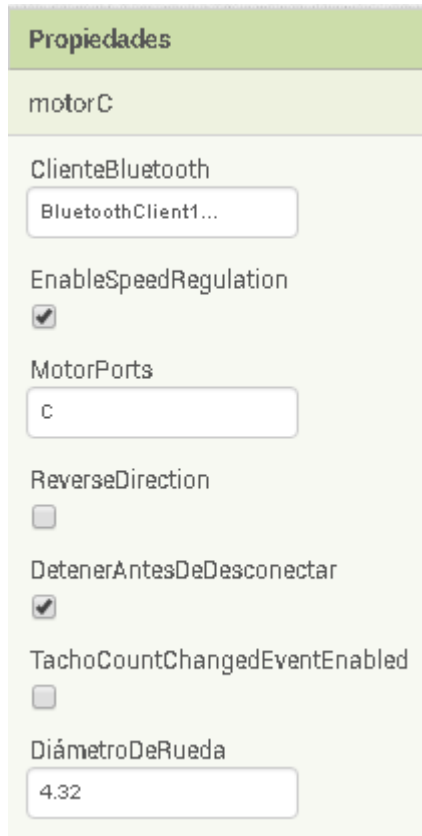 Propiedades
motorC
ClienteBluetooth
BluetoothClient1...
EnableSpeedRegulation
MotorPorts
C
ReverseDirection
DetenerAntesDeDesconectar
TachoCountChangedEventEnabled
DiámetroDeRueda
4.32